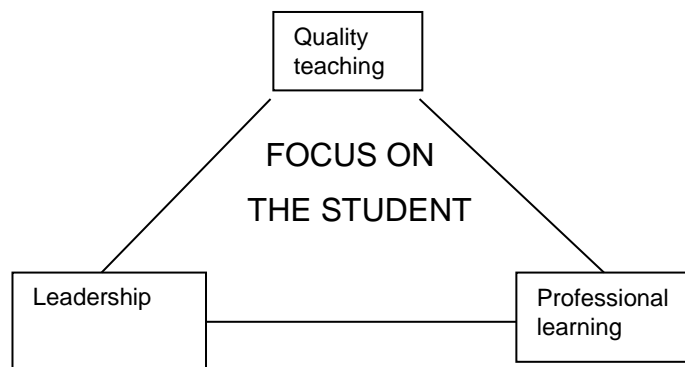 Quality
teaching
FOCUS ON
THE STUDENT
Leadership
Professional
learning